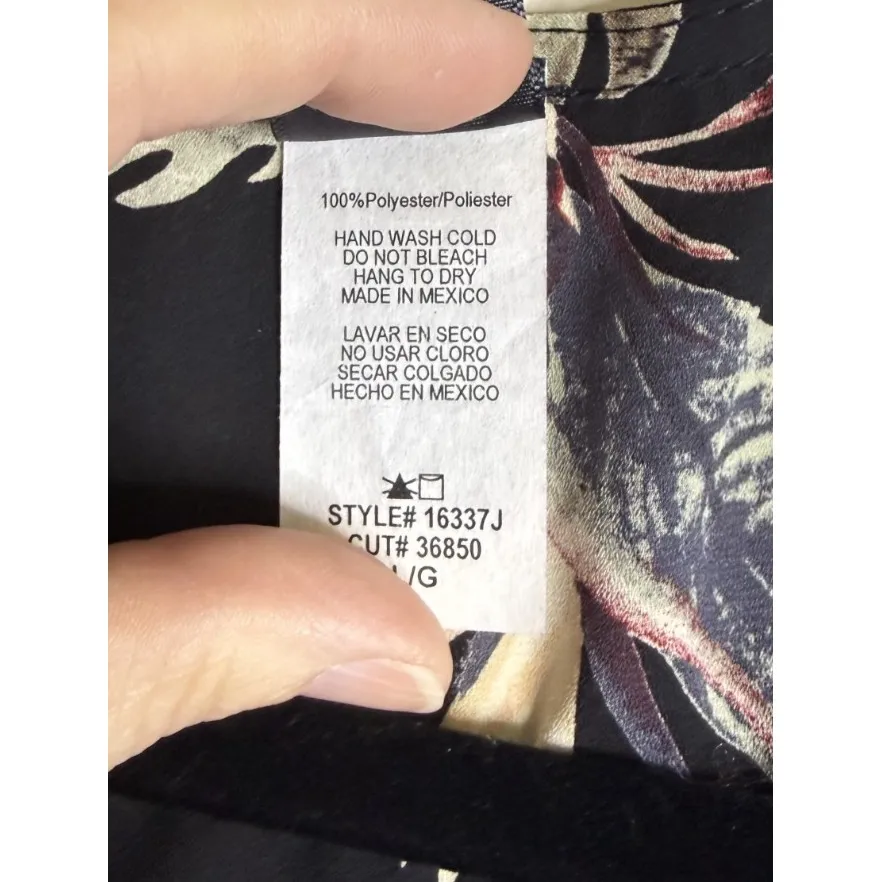 100%Polyester/Poliester
HAND WASH COLD
DO NOT BLEACH
HANG TO DRY
MADE IN MEXICO
LAVAR EN SECO
NO USAR CLORO
SECAR COLGADO
HECHO EN MEXICO
STYLE# 16337J
CUT# 36850
L/G